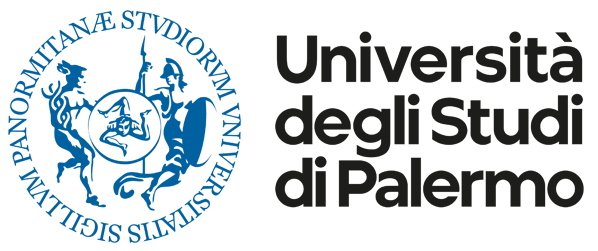 SIGILLVM PANORMITANÆ STVDIORVM VNIVERSITATIS
Università
degli Studi
di Palermo